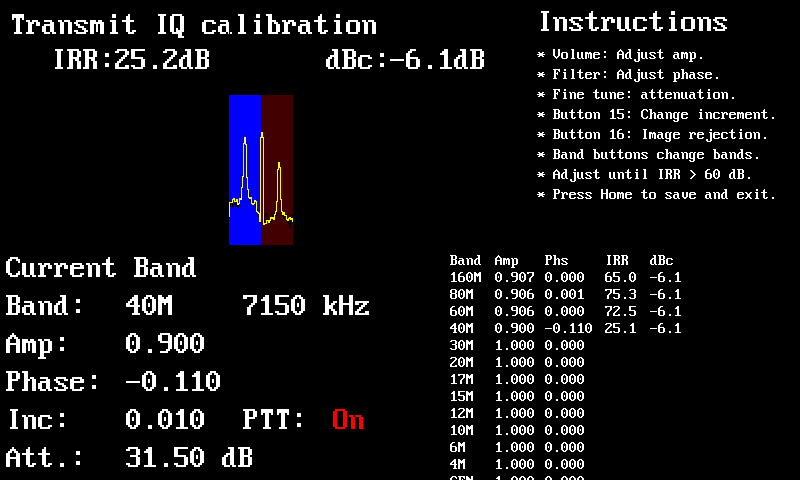 Transmit IQ calibration
IRR:25.2dB dBc:-6.1dB
Instructions
* Volume: Adjust amp.
* Filter: Adjust phase.
* Fine tune: attenuation.
* Button 15: Change increment.
* Button 16: Image rejection.
* Band buttons change bands.
* Adjust until IRR > 60 dB.
* Press Home to save and exit.
Current Band
Band: 40M 7150 kHz
Amp: 0.900
Phase: -0.110
Inc: 0.010 PTT: On
Att.: 31.50 dB
Band Amp Phs IRR dBc
160M 0.907 0.000 65.0 -6.1
80M 0.906 0.001 75.3 -6.1
60M 0.906 0.000 72.5 -6.1
40M 0.900 -0.110 25.1 -6.1
30M 1.000 0.000
20M 1.000 0.000
17M 1.000 0.000
15M 1.000 0.000
12M 1.000 0.000
10M 1.000 0.000
6M 1.000 0.000
4M 1.000 0.000